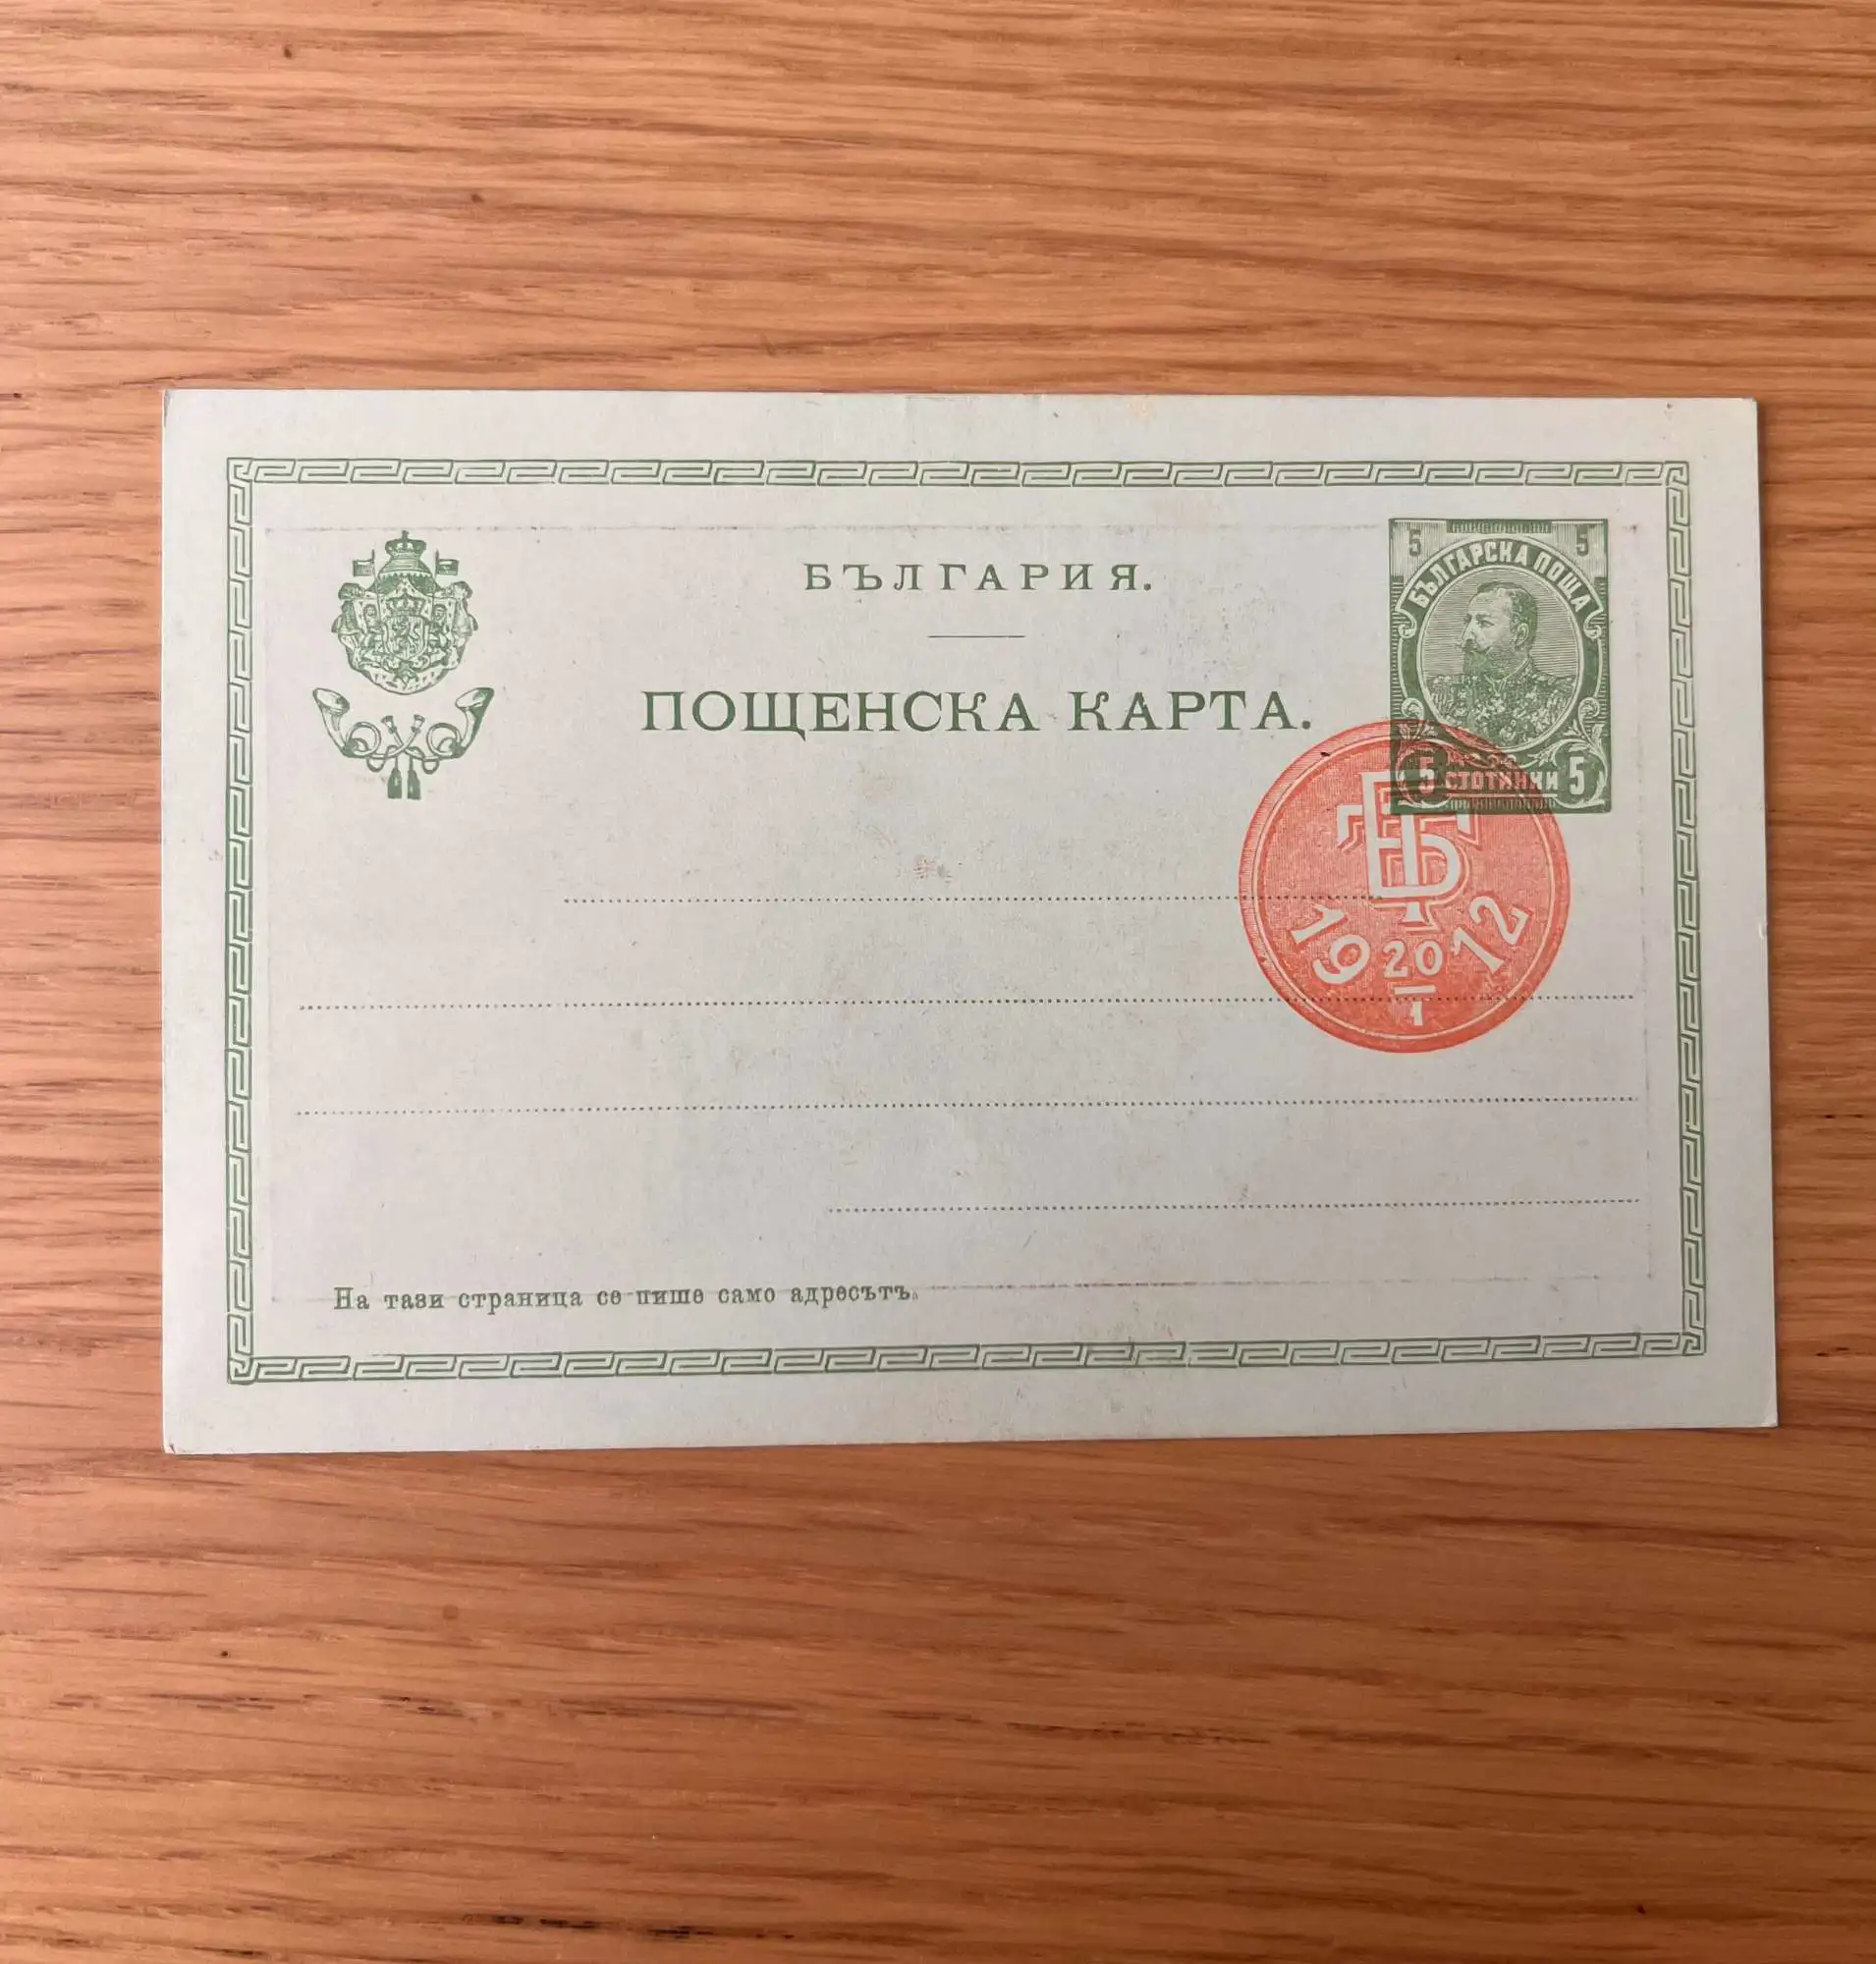 БЪЛГАРИЯ.
ПОЩЕНСКА КАРТА.
5 5
БЪЛГАРСКА ПОЩА
5 СТОТИНКИ 5
БТ
1912
20
1
На тази страница се пише само адресътъ.